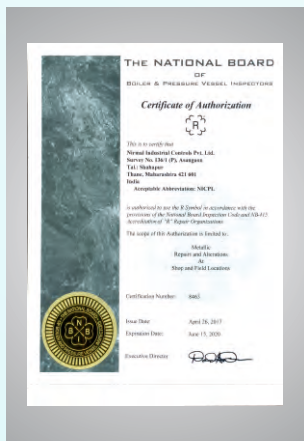 THE NATIONAL BOARD
OF
BOILER & PRESSURE VESSEL INSPECTORS
Certificate of Authorization
R
This is to certify that
Nirmal Industrial Controls Pvt. Ltd.
Survey No. 136/1 (P), Asangaon
Tal.: Shahapur
Thane, Maharashtra 421 601
India
Acceptable Abbreviation: NICPL
is authorized to use the R Symbol in accordance with the
provisions of the National Board Inspection Code and NB-415
Accreditation of "R" Repair Organizations
The scope of this Authorization is limited to:
Metallic
Repairs and Alterations
At
Shop and Field Locations
Certification Number:
Issue Date: April 26, 2017
Expiration Date: June 15, 2020
Executive Director
N
B B
I